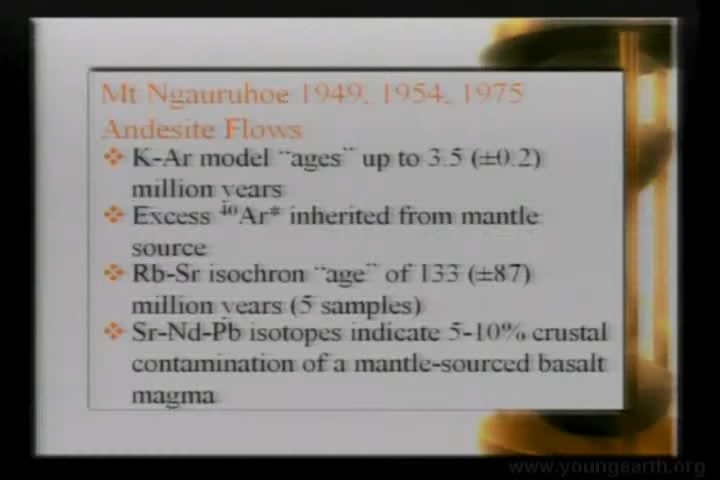 Mt Ngauruhoe 1949, 1954, 1975
Andesite Flows
❖ K-Ar model "ages" up to 3.5 (±0.2)
million years
❖ Excess ⁴⁰Ar* inherited from mantle
source
❖ Rb-Sr isochron "age" of 133 (±87)
million years (5 samples)
❖ Sr-Nd-Pb isotopes indicate 5-10% crustal
contamination of a mantle-sourced basalt
magma
www.youngearth.org